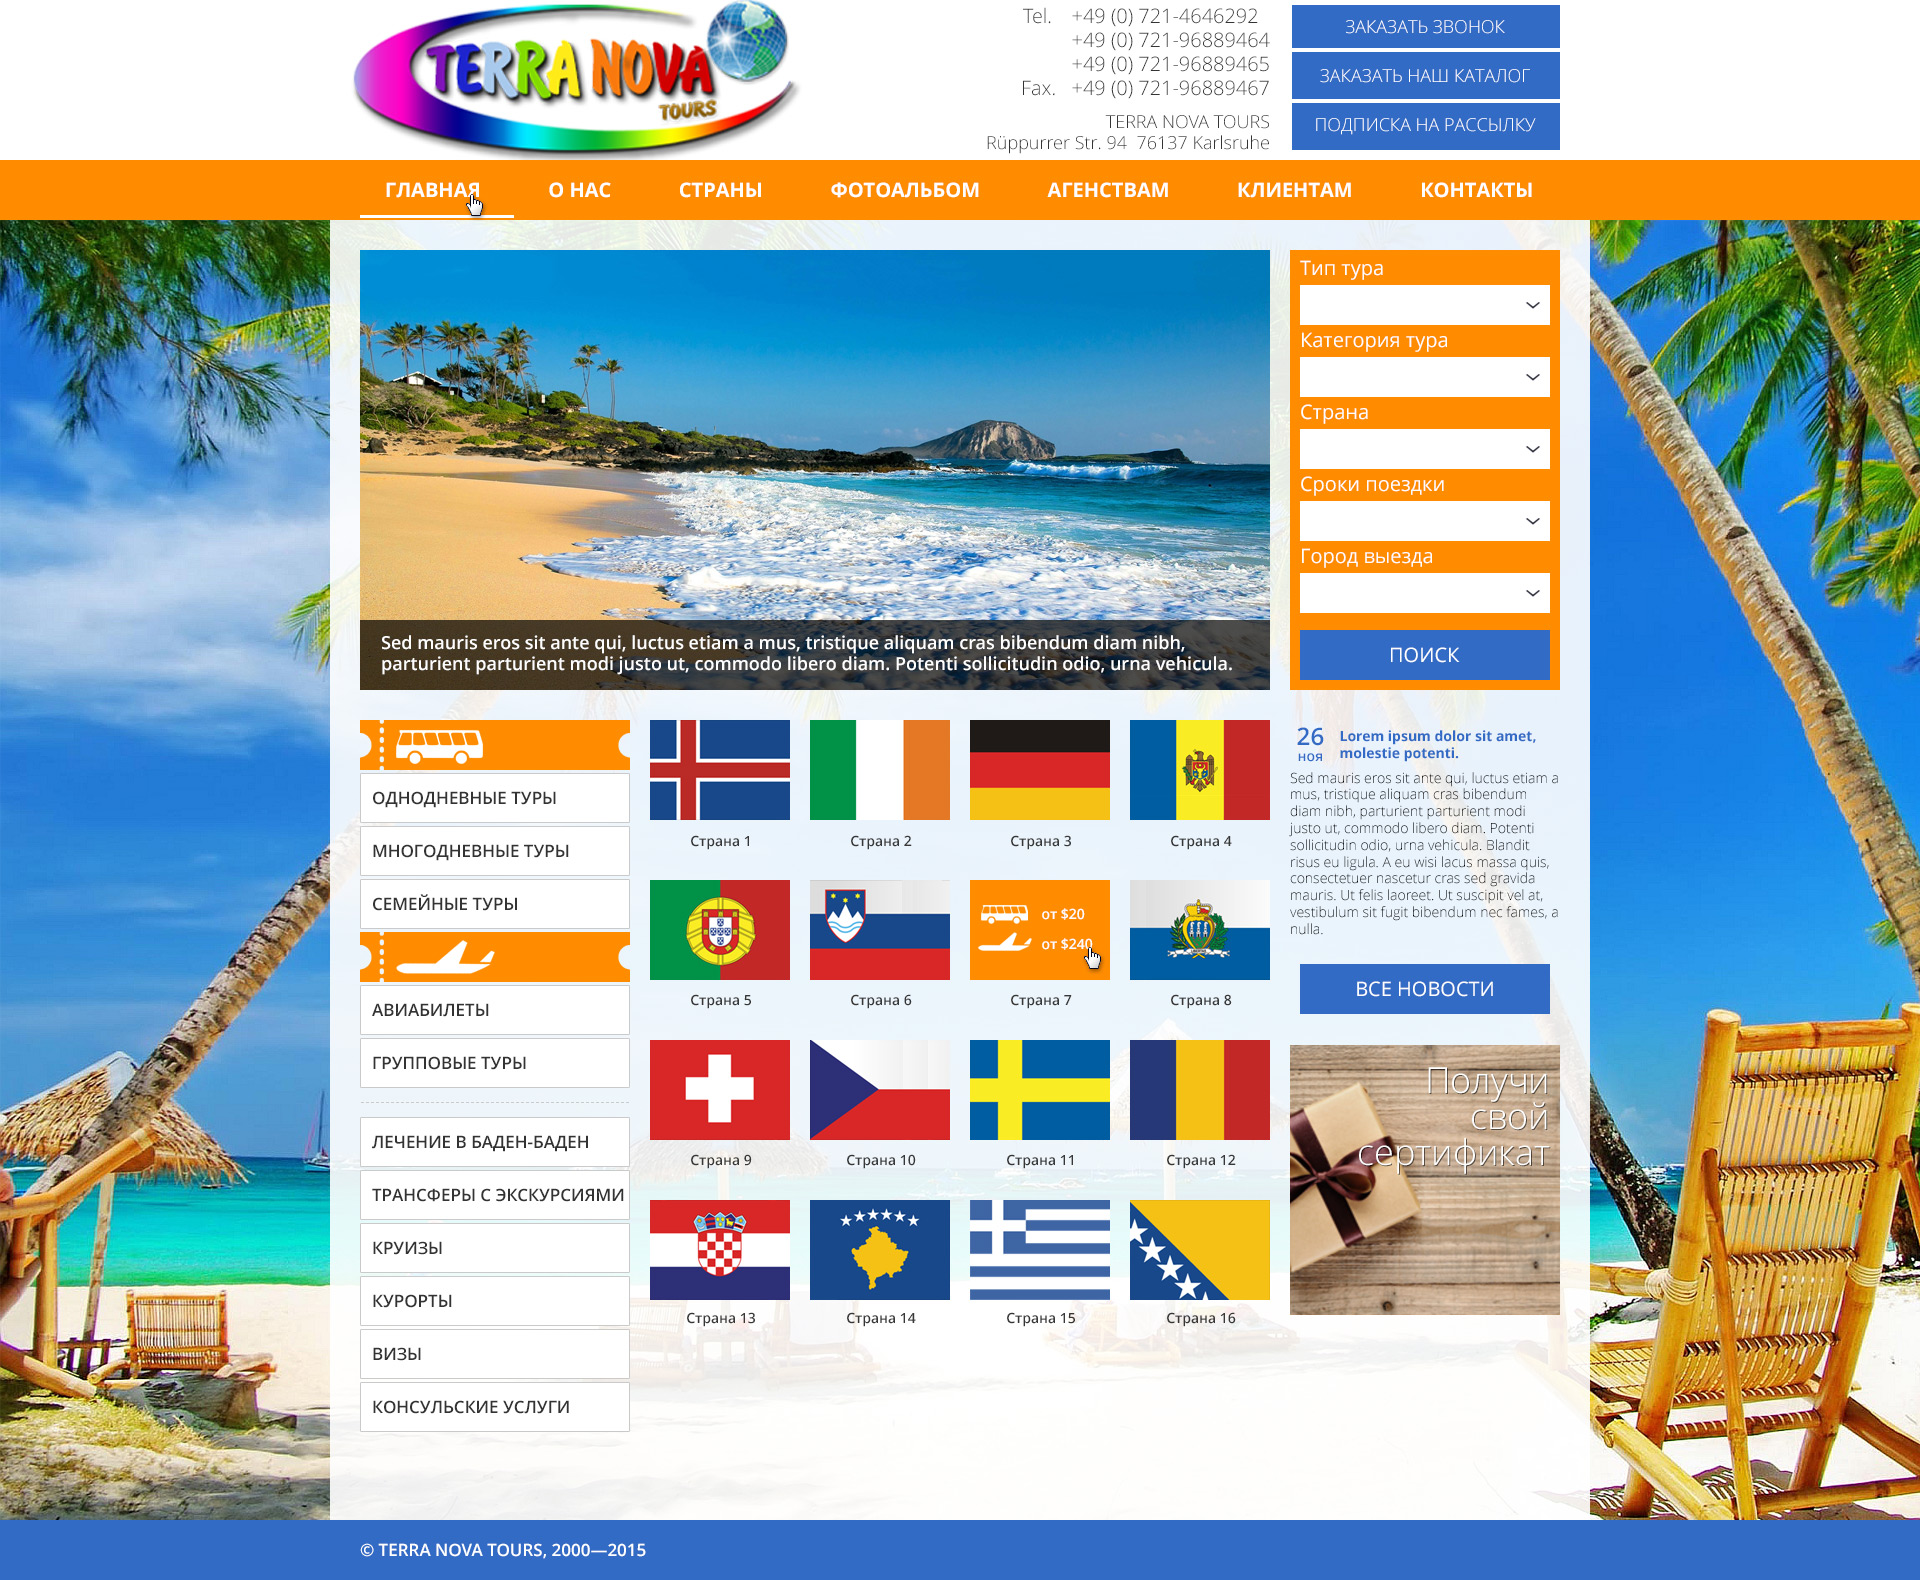 TERRA NOVA
TOURS
Tel. +49 (0) 721-4646292
+49 (0) 721-96889464
+49 (0) 721-96889465
Fax. +49 (0) 721-96889467
TERRA NOVA TOURS
Rüppurrer Str. 94 76137 Karlsruhe
ЗАКАЗАТЬ ЗВОНОК
ЗАКАЗАТЬ НАШ КАТАЛОГ
ПОДПИСКА НА РАССЫЛКУ
ГЛАВНАЯ О НАС СТРАНЫ ФОТОАЛЬБОМ АГЕНСТВАМ КЛИЕНТАМ КОНТАКТЫ
Sed mauris eros sit ante qui, luctus etiam a mus, tristique aliquam cras bibendum diam nibh,
parturient parturient modi justo ut, commodo libero diam. Potenti sollicitudin odio, urna vehicula.
Тип тура
Категория тура
Страна
Сроки поездки
Город выезда
ПОИСК
ОДНОДНЕВНЫЕ ТУРЫ
МНОГОДНЕВНЫЕ ТУРЫ
СЕМЕЙНЫЕ ТУРЫ
АВИАБИЛЕТЫ
ГРУППОВЫЕ ТУРЫ
ЛЕЧЕНИЕ В БАДЕН-БАДЕН
ТРАНСФЕРЫ С ЭКСКУРСИЯМИ
КРУИЗЫ
КУРОРТЫ
ВИЗЫ
КОНСУЛЬСКИЕ УСЛУГИ
Страна 1 Страна 2 Страна 3 Страна 4
от $20
от $240
Страна 5 Страна 6 Страна 7 Страна 8
Страна 9 Страна 10 Страна 11 Страна 12
Страна 13 Страна 14 Страна 15 Страна 16
26
ноя
Lorem ipsum dolor sit amet,
molestie potenti.
Sed mauris eros sit ante qui, luctus etiam a
mus, tristique aliquam cras bibendum
diam nibh, parturient parturient modi
justo ut, commodo libero diam. Potenti
sollicitudin odio, urna vehicula. Blandit
risus eu ligula. A eu wisi lacus massa quis,
consectetuer nascetur cras sed gravida
mauris. Ut felis laoreet. Ut suscipit vel at,
vestibulum sit fugit bibendum nec fames, a
nulla.
ВСЕ НОВОСТИ
Получи
свой
сертификат
© TERRA NOVA TOURS, 2000—2015